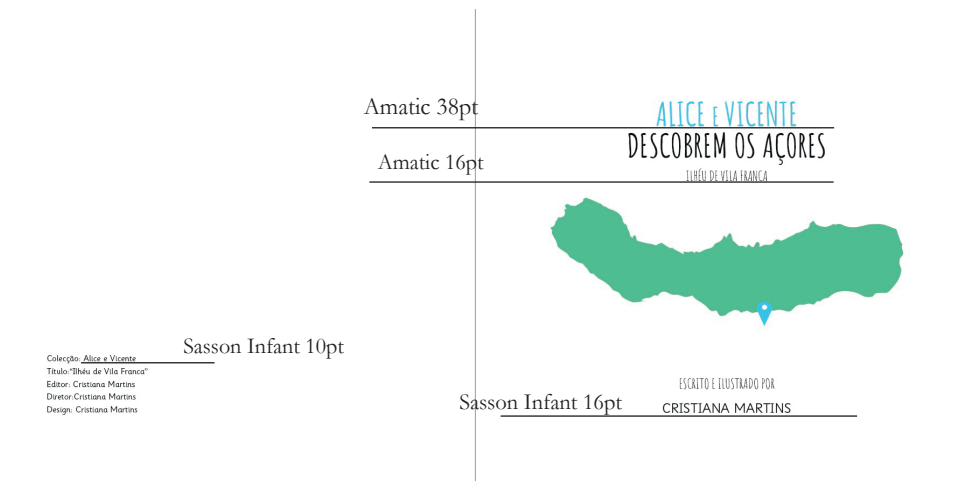 Amatic 38pt
ALICE E VICENTE
DESCOBREM OS AÇORES
Amatic 16pt
ILHÉU DE VILA FRANCA
Sasson Infant 10pt
Colecção: Alice e Vicente
Título:"Ilhéu de Vila Franca"
Editor: Cristiana Martins
Diretor:Cristiana Martins
Design: Cristiana Martins
ESCRITO E ILUSTRADO POR
Sasson Infant 16pt
CRISTIANA MARTINS